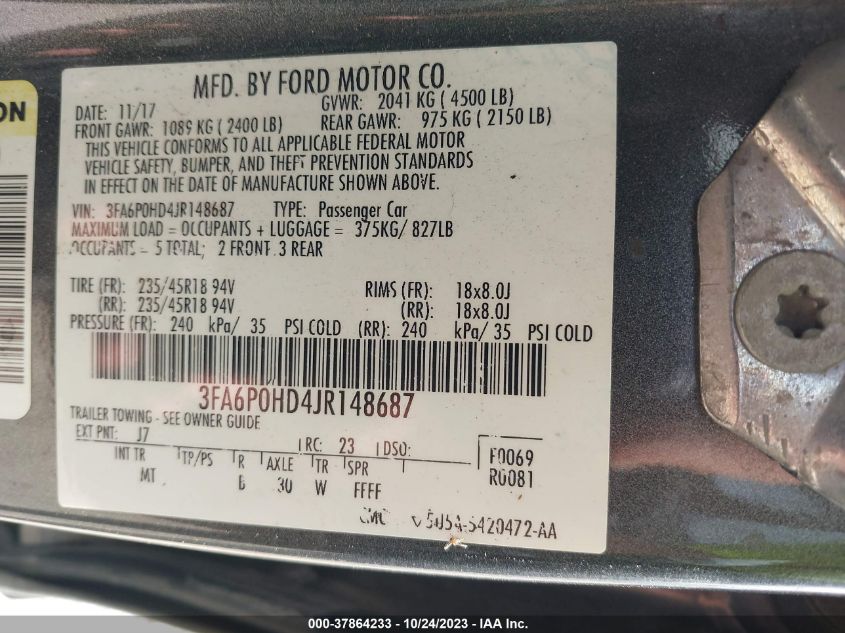 ON
MFD. BY FORD MOTOR CO.
DATE: 11/17 GVWR: 2041 KG ( 4500 LB)
FRONT GAWR: 1089 KG ( 2400 LB) REAR GAWR: 975 KG ( 2150 LB)
THIS VEHICLE CONFORMS TO ALL APPLICABLE FEDERAL MOTOR
VEHICLE SAFETY, BUMPER, AND THEFT PREVENTION STANDARDS
IN EFFECT ON THE DATE OF MANUFACTURE SHOWN ABOVE.
VIN: 3FA6P0HD4JR148687 TYPE: Passenger Car
MAXIMUM LOAD = OCCUPANTS + LUGGAGE = 375KG/ 827LB
OCCUPANTS = 5 TOTAL; 2 FRONT 3 REAR
TIRE (FR): 235/45R18 94V RIMS (FR): 18x8.0J
(RR): 235/45R18 94V (RR): 18x8.0J
PRESSURE (FR): 240 kPa/ 35 PSI COLD (RR): 240 kPa/ 35 PSI COLD
3FA6P0HD4JR148687
TRAILER TOWING - SEE OWNER GUIDE
EXT PNT: J7 RC: 23 DSO: F0069
INT TR TP/PS R AXLE TR SPR R0081
MT B 30 W FFFF
5420472-AA
000-37864233 - 10/24/2023 - IAA Inc.